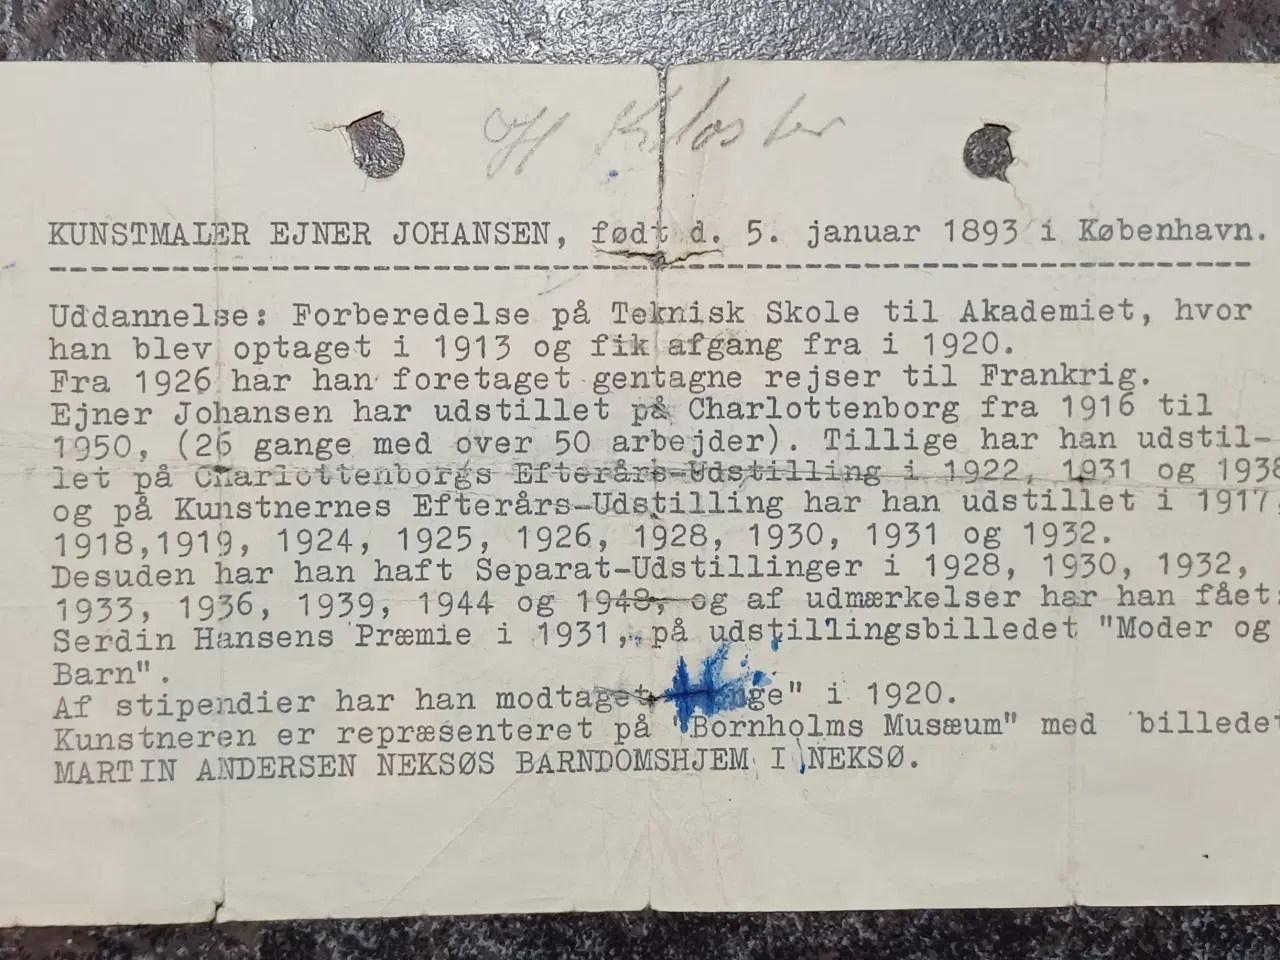 Kloster
KUNSTMALER EJNER JOHANSEN, født d. 5. januar 1893 i København.
Uddannelse: Forberedelse på Teknisk Skole til Akademiet, hvor
han blev optaget i 1913 og fik afgang fra i 1920.
Fra 1926 har han foretaget gentagne rejser til Frankrig.
Ejner Johansen har udstillet på Charlottenborg fra 1916 til
1950, (26 gange med over 50 arbejder). Tillige har han udstil-
let på Charlottenborgs Efterårs-Udstilling i 1922, 1931 og 1938
og på Kunstnernes Efterårs-Udstilling har han udstillet i 1917,
1918,1919, 1924, 1925, 1926, 1928, 1930, 1931 og 1932.
Desuden har han haft Separat-Udstillinger i 1928, 1930, 1932,
1933, 1936, 1939, 1944 og 1948, og af udmærkelser har han fået:
Serdin Hansens Præmie i 1931, på udstillingsbilledet "Moder og
Barn".
Af stipendier har han modtaget i 1920.
Kunstneren er repræsenteret på "Bornholms Musæum" med billede
MARTIN ANDERSEN NEKSØS BARNDOMSHJEM I NEKSØ.